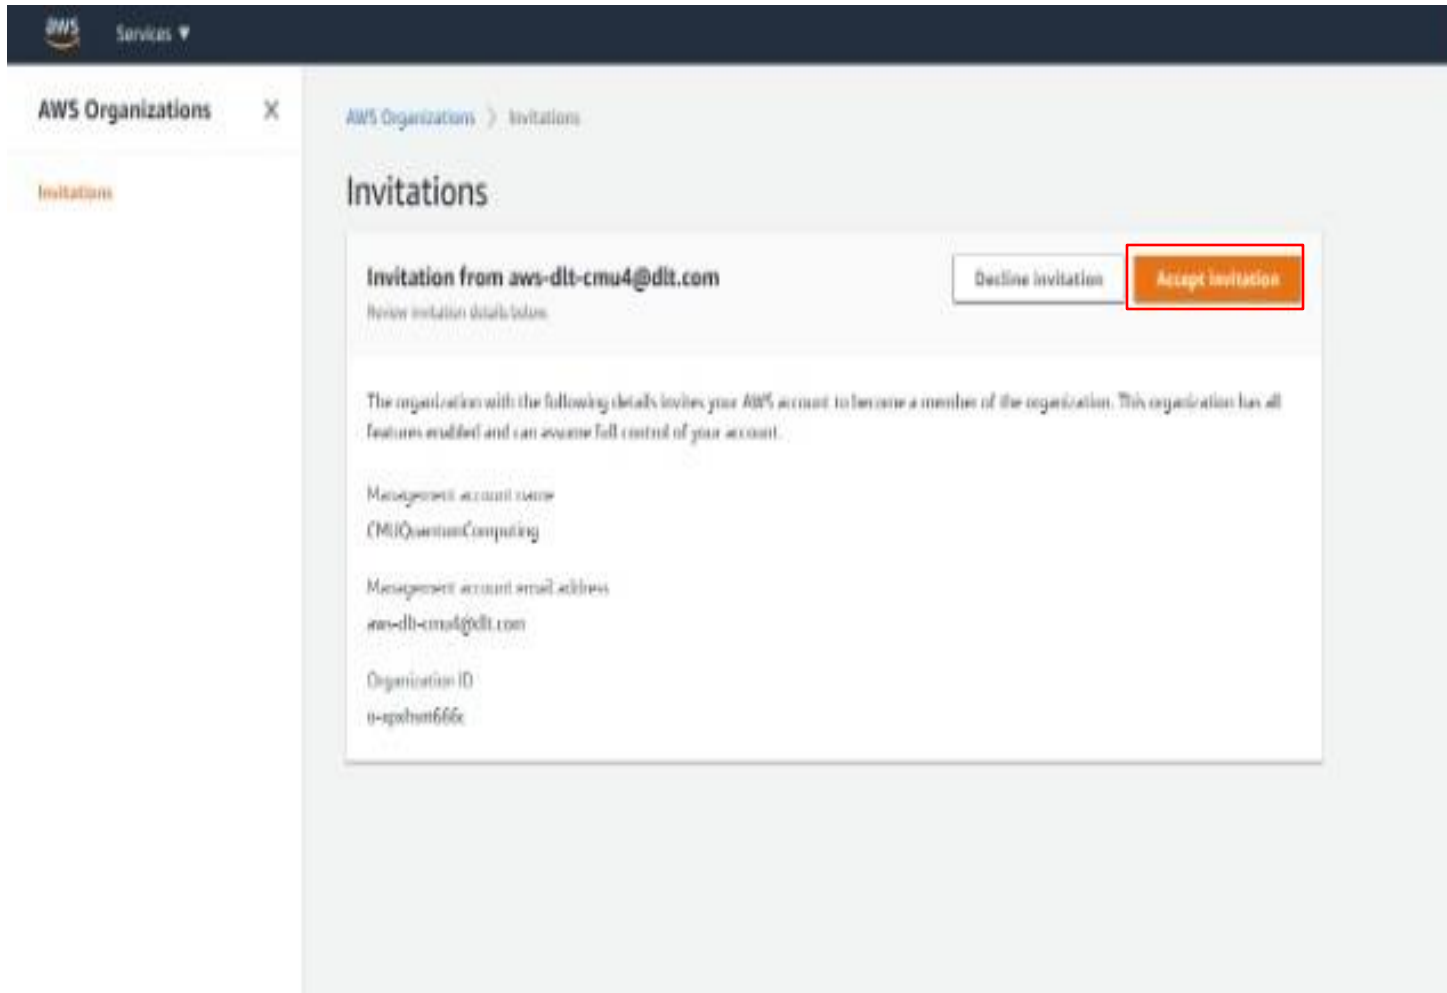 aws Services ▼
AWS Organizations X
Invitations
AWS Organizations > Invitations
Invitations
Invitation from aws-dlt-cmu4@dlt.com
Decline invitation
Accept invitation
Review invitation details below.
The organization with the following details invites your AWS account to become a member of the organization. This organization has all
features enabled and can assume full control of your account.
Management account name
CMUQuantumComputing
Management account email address
aws-dlt-cmu4@dlt.com
Organization ID